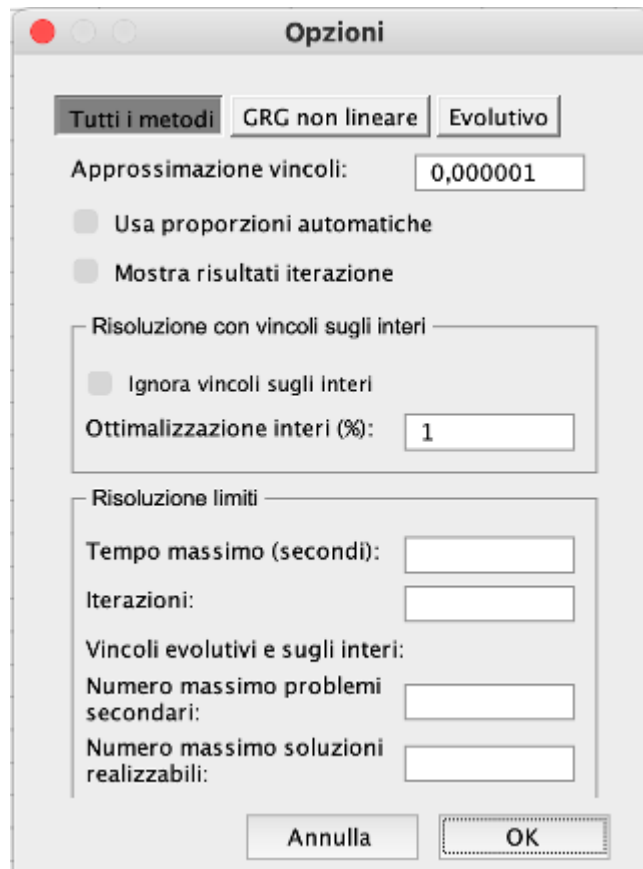 Opzioni
Tutti i metodi GRG non lineare Evolutivo
Approssimazione vincoli: 0,000001
Usa proporzioni automatiche
Mostra risultati iterazione
Risoluzione con vincoli sugli interi
Ignora vincoli sugli interi
Ottimalizzazione interi (%): 1
Risoluzione limiti
Tempo massimo (secondi):
Iterazioni:
Vincoli evolutivi e sugli interi:
Numero massimo problemi
secondari:
Numero massimo soluzioni
realizzabili:
Annulla OK